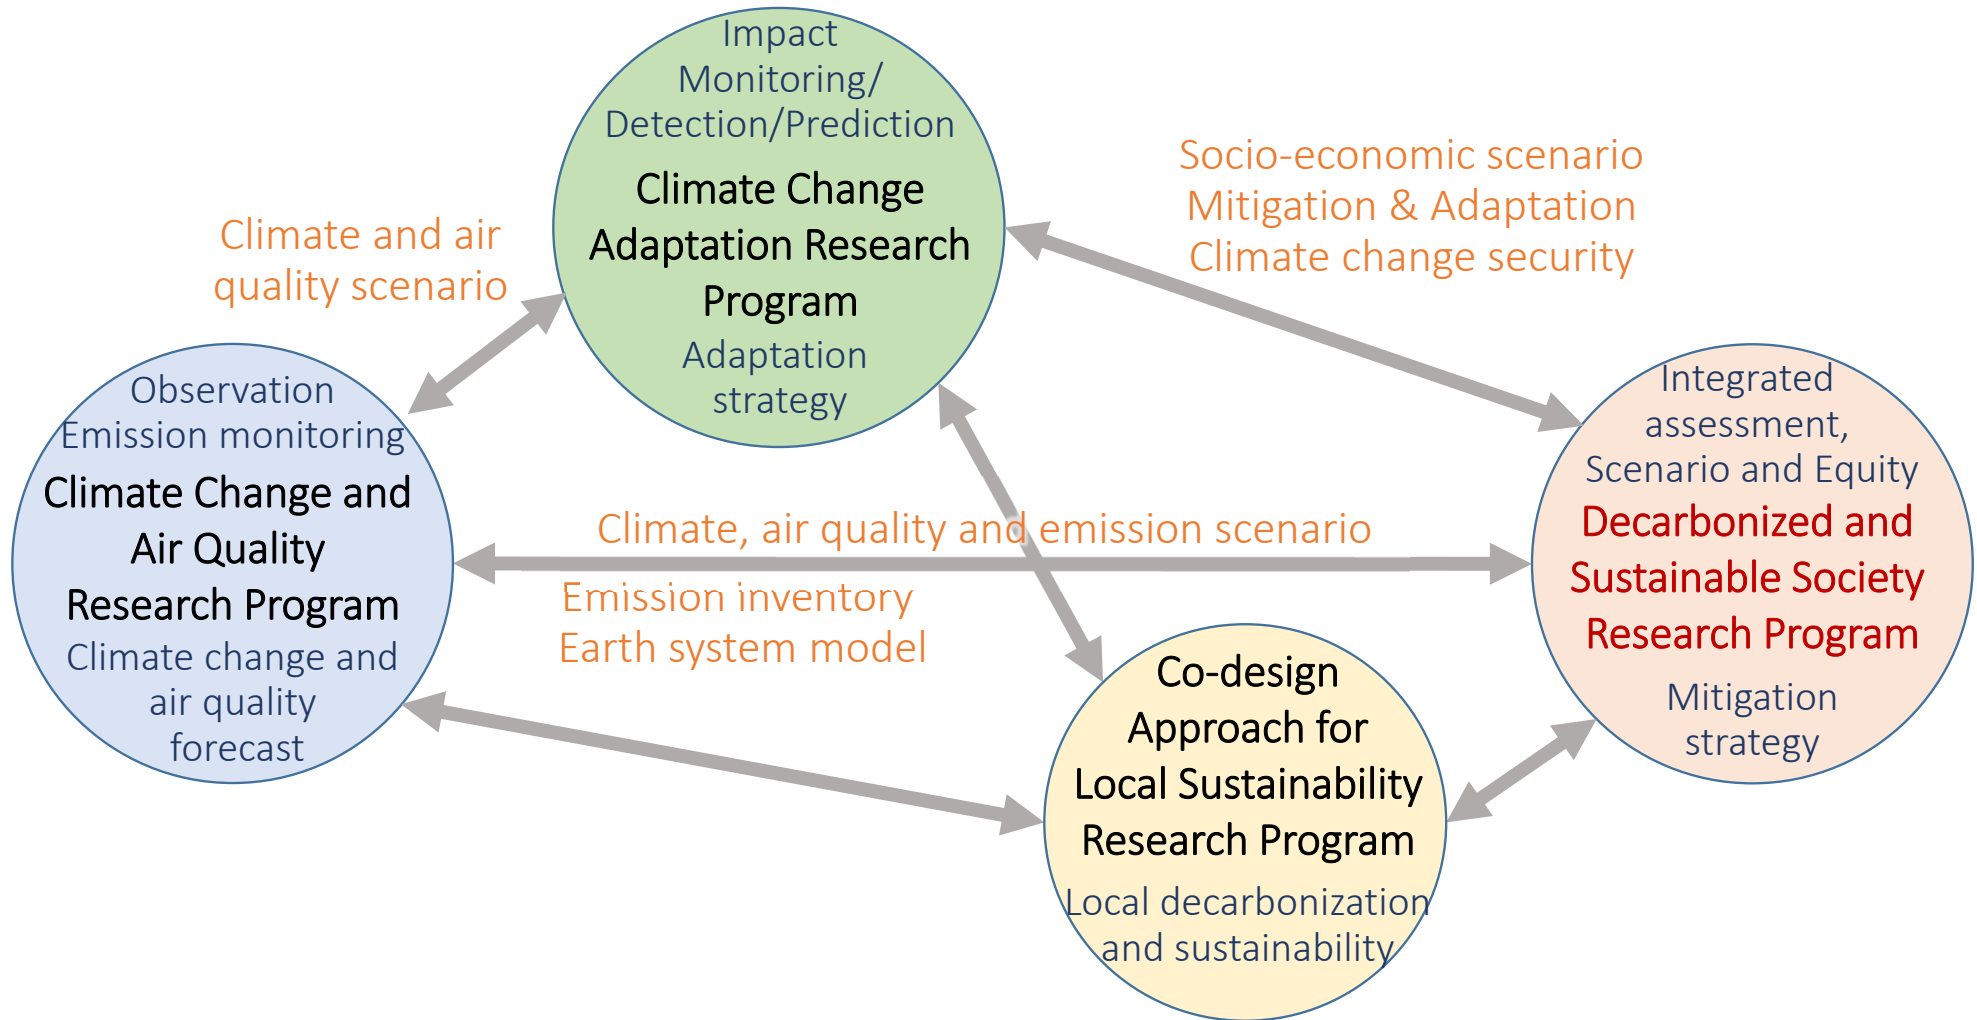 Impact
Monitoring/
Detection/Prediction
Climate Change
Adaptation Research
Program
Adaptation
strategy
Climate and air
quality scenario
Socio-economic scenario
Mitigation & Adaptation
Climate change security
Observation
Emission monitoring
Climate Change and
Air Quality
Research Program
Climate change and
air quality
forecast
Climate, air quality and emission scenario
Emission inventory
Earth system model
Integrated
assessment,
Scenario and Equity
Decarbonized and
Sustainable Society
Research Program
Mitigation
strategy
Co-design
Approach for
Local Sustainability
Research Program
Local decarbonization
and sustainability